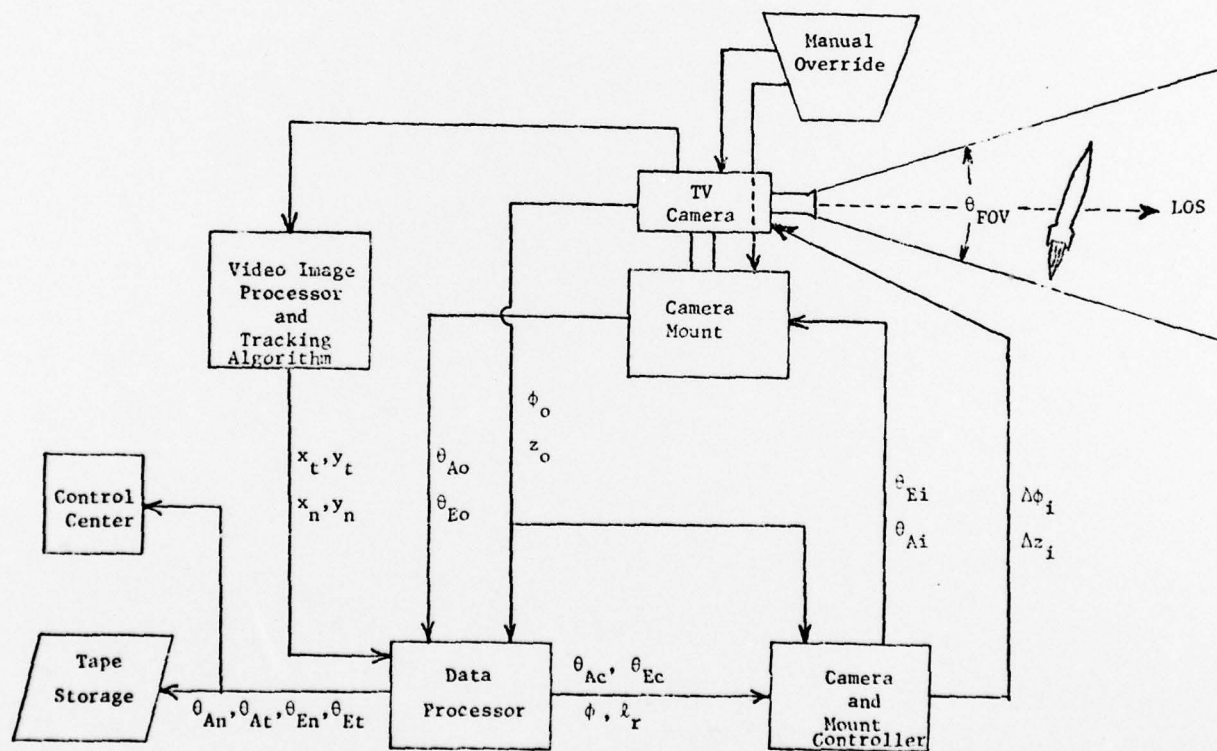 Manual
Override
TV
Camera
θFOV
LOS
Video Image
Processor
and
Tracking
Algorithm
Camera
Mount
ϕo
zo
xt,yt
xn,yn
θAo
θEo
θEi
θAi
Δϕi
Δzi
Control
Center
Tape
Storage
θAn,θAt,θEn,θEt
Data
Processor
θAc, θEc
ϕ, ℓr
Camera
and
Mount
Controller